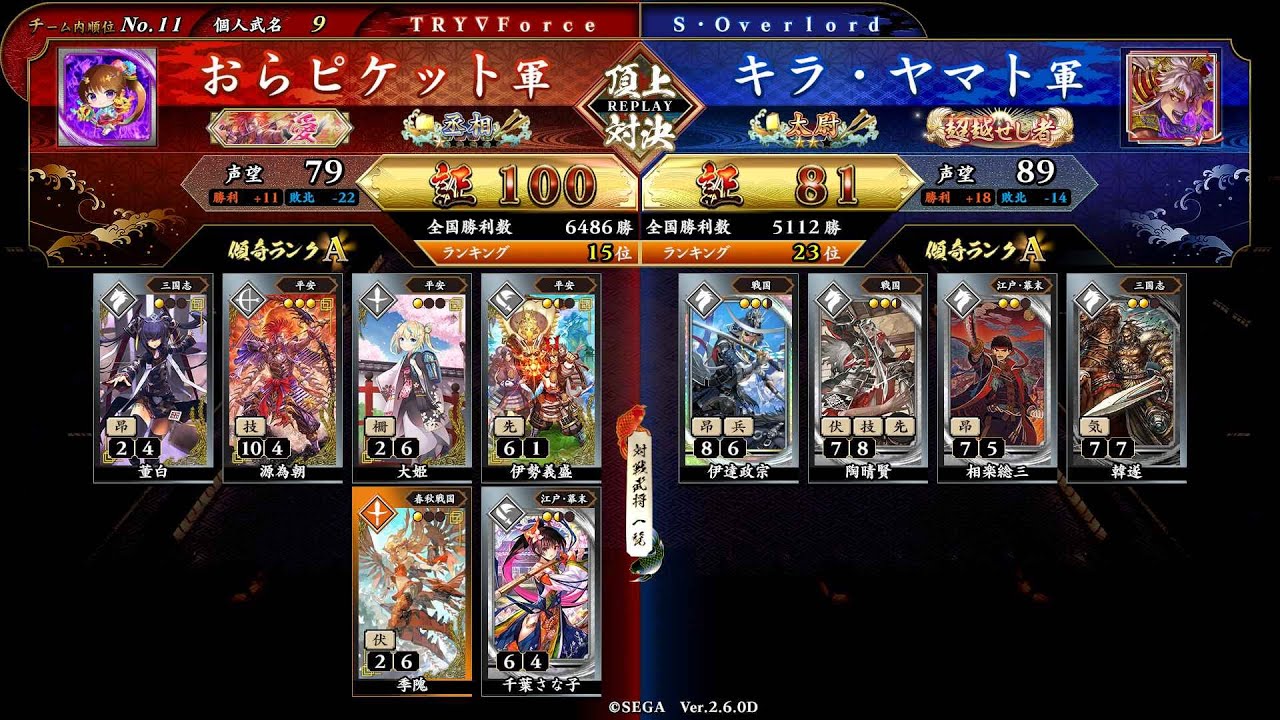 チーム内順位 No.11 個人武名 9
TRY∇Force
S・Overlord
おらピケット軍
頂上
REPLAY
対決
キラ・ヤマト軍
愛
丞相
太尉
超越せし者
声望 79
勝利 +11 敗北 -22
証 100
証 81
声望 89
勝利 +18 敗北 -14
全国勝利数 6486勝
全国勝利数 5112勝
傾奇ランクA
ランキング 15位
ランキング 23位
傾奇ランクA
三国志
昴
2 4
董白
平安
技
10 4
源為朝
平安
柵
2 6
大姫
平安
先
6 1
伊勢義盛
対戦武将一覧
戦国
昴 兵
8 6
伊達政宗
戦国
伏 技 先
7 8
陶晴賢
江戸・幕末
昴
7 5
相楽総三
三国志
気
7 7
韓遂
春秋戦国
伏
2 6
季隗
江戸・幕末
6 4
千葉さな子
©SEGA Ver.2.6.0D